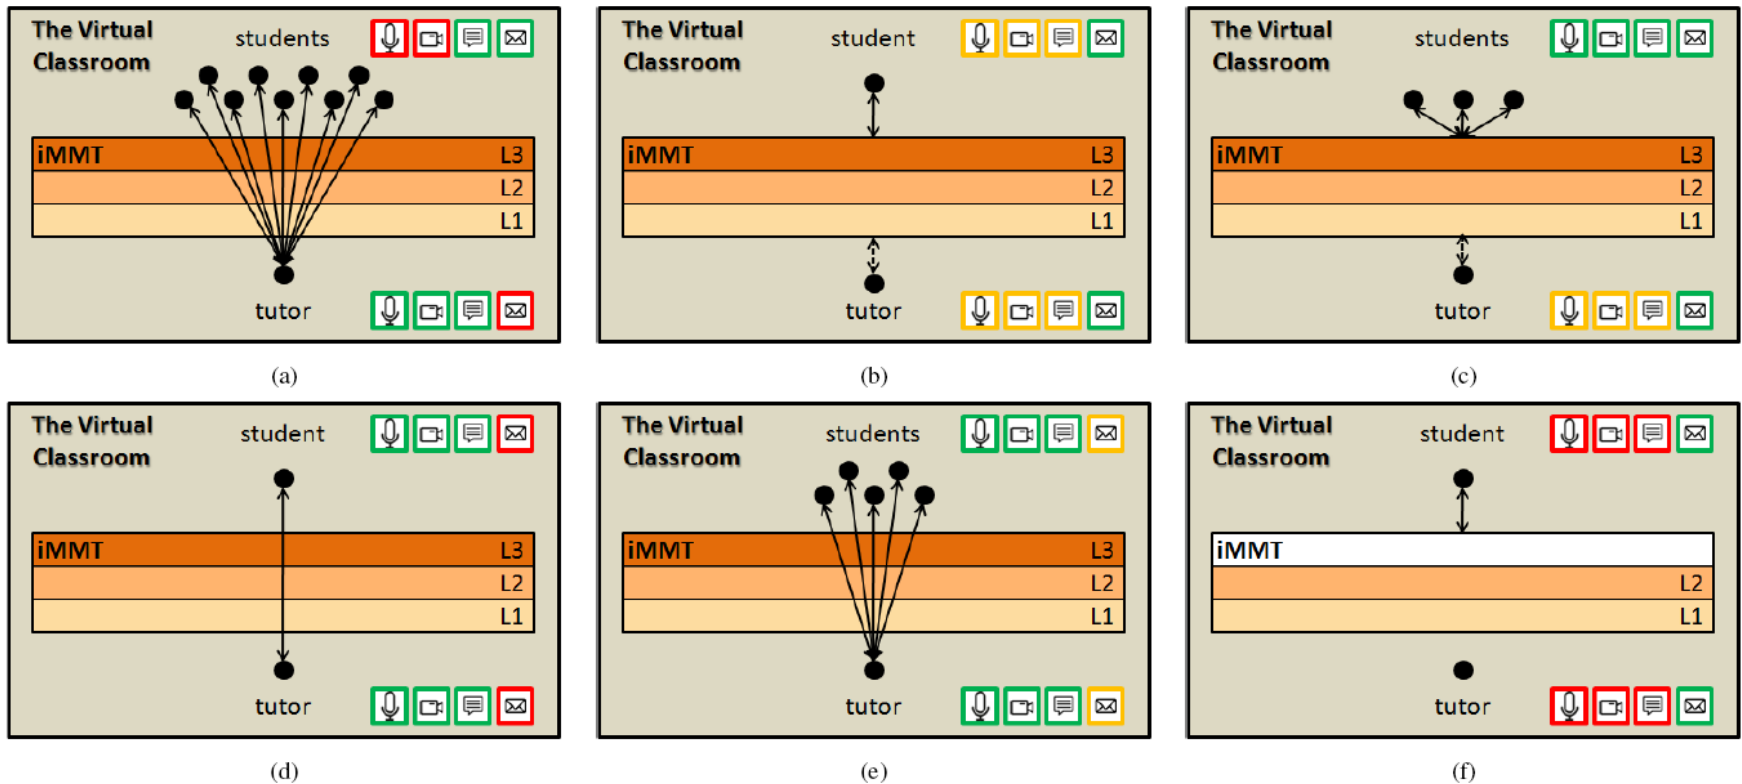 The Virtual
Classroom
students
iMMT
L3
L2
L1
tutor
(a)
The Virtual
Classroom
student
iMMT
L3
L2
L1
tutor
(b)
The Virtual
Classroom
students
iMMT
L3
L2
L1
tutor
(c)
The Virtual
Classroom
student
iMMT
L3
L2
L1
tutor
(d)
The Virtual
Classroom
students
iMMT
L3
L2
L1
tutor
(e)
The Virtual
Classroom
student
iMMT
L2
L1
tutor
(f)